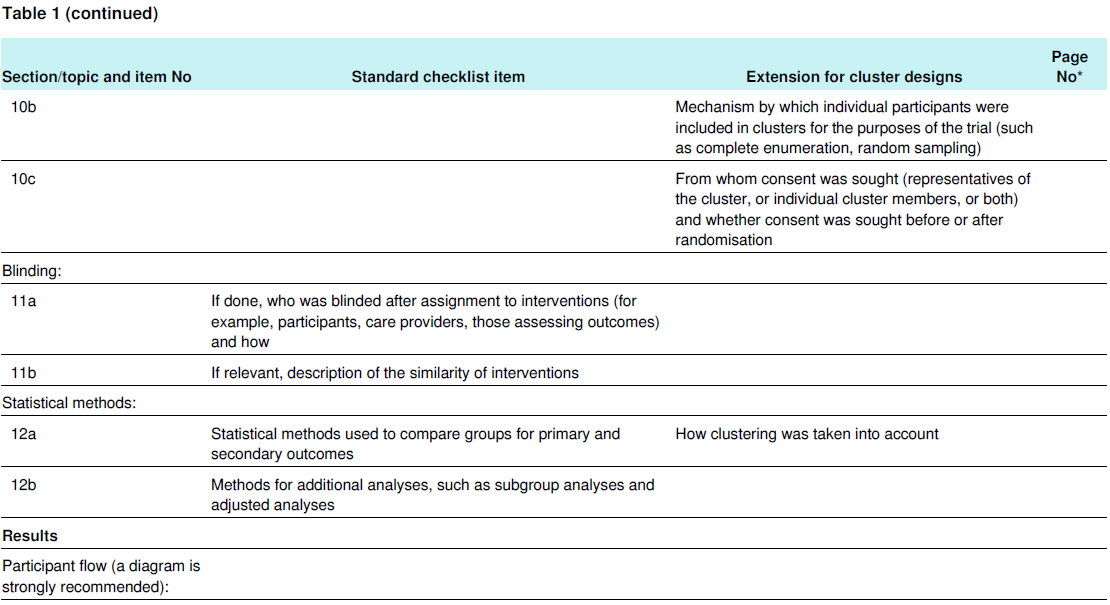 Table 1 (continued)
Section/topic and item No Standard checklist item Extension for cluster designs Page No*
10b Mechanism by which individual participants were
included in clusters for the purposes of the trial (such
as complete enumeration, random sampling)
10c From whom consent was sought (representatives of
the cluster, or individual cluster members, or both)
and whether consent was sought before or after
randomisation
Blinding:
11a If done, who was blinded after assignment to interventions (for
example, participants, care providers, those assessing outcomes)
and how
11b If relevant, description of the similarity of interventions
Statistical methods:
12a Statistical methods used to compare groups for primary and How clustering was taken into account
secondary outcomes
12b Methods for additional analyses, such as subgroup analyses and
adjusted analyses
Results
Participant flow (a diagram is
strongly recommended):